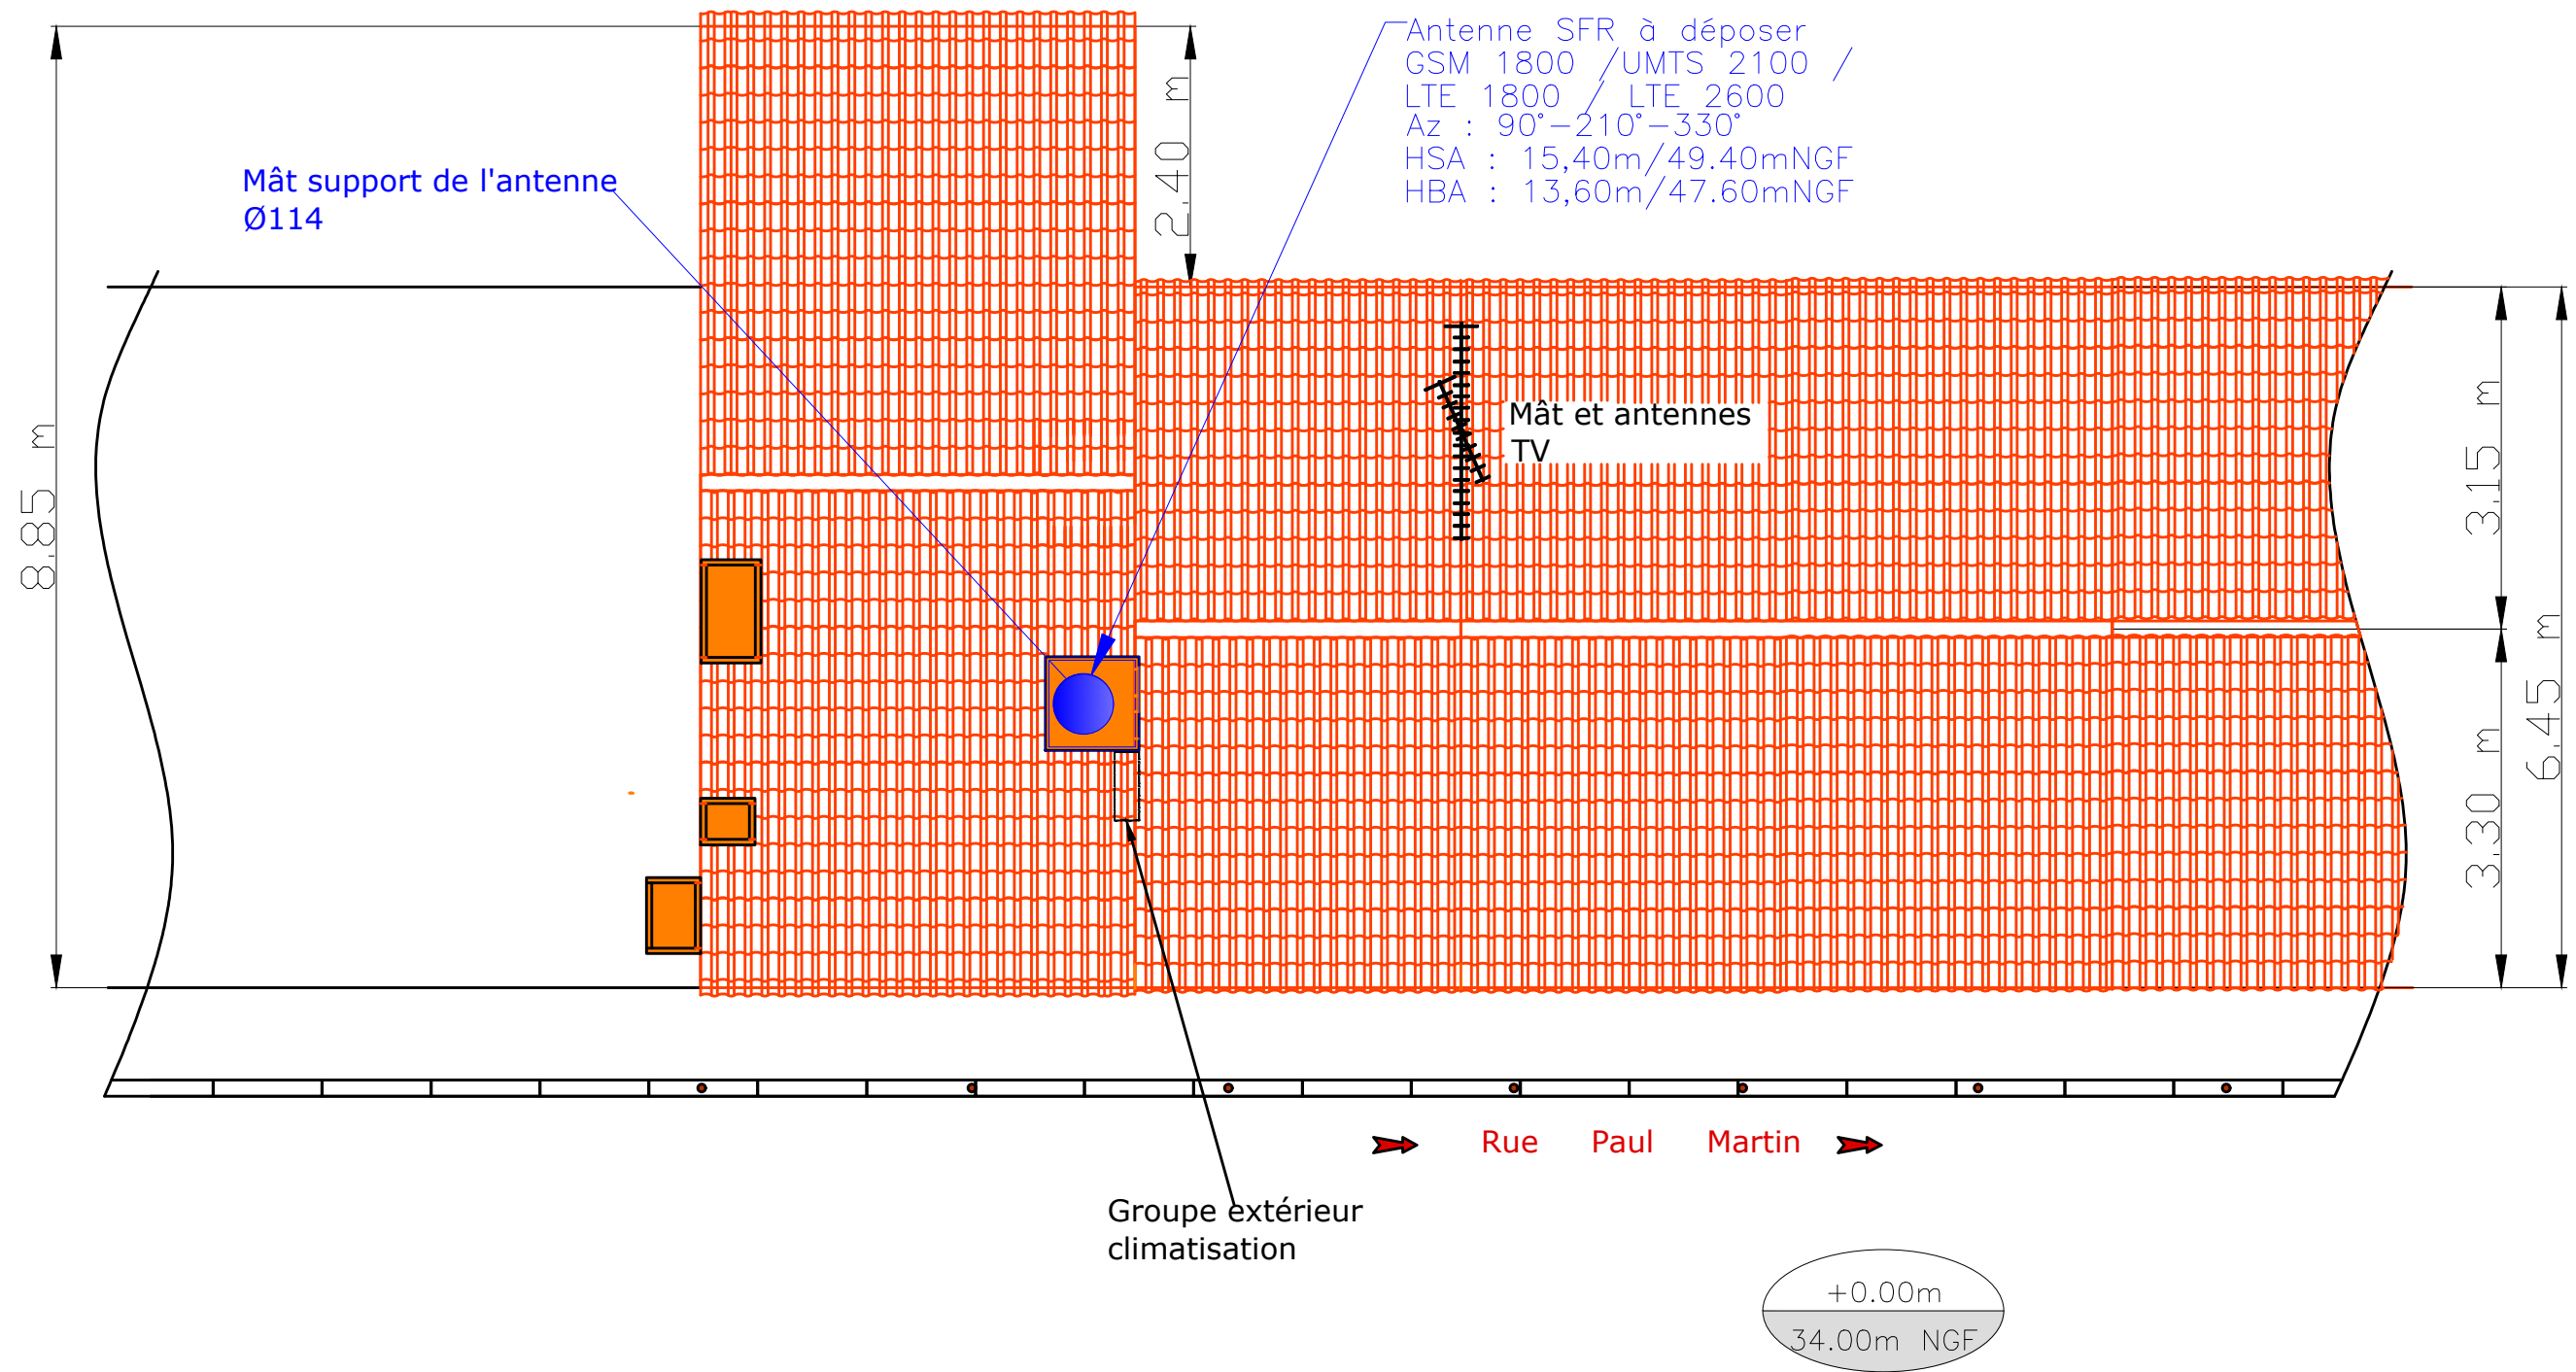 Antenne SFR à déposer
GSM 1800 /UMTS 2100 /
LTE 1800 / LTE 2600
Az : 90°-210°-330°
HSA : 15,40m/49.40mNGF
HBA : 13,60m/47.60mNGF
Mât support de l'antenne
Ø114
2.40 m
8.85 m
Mât et antennes
TV
3.15 m
3.30 m
6.45 m
Rue Paul Martin
Groupe extérieur
climatisation
+0.00m
34.00m NGF